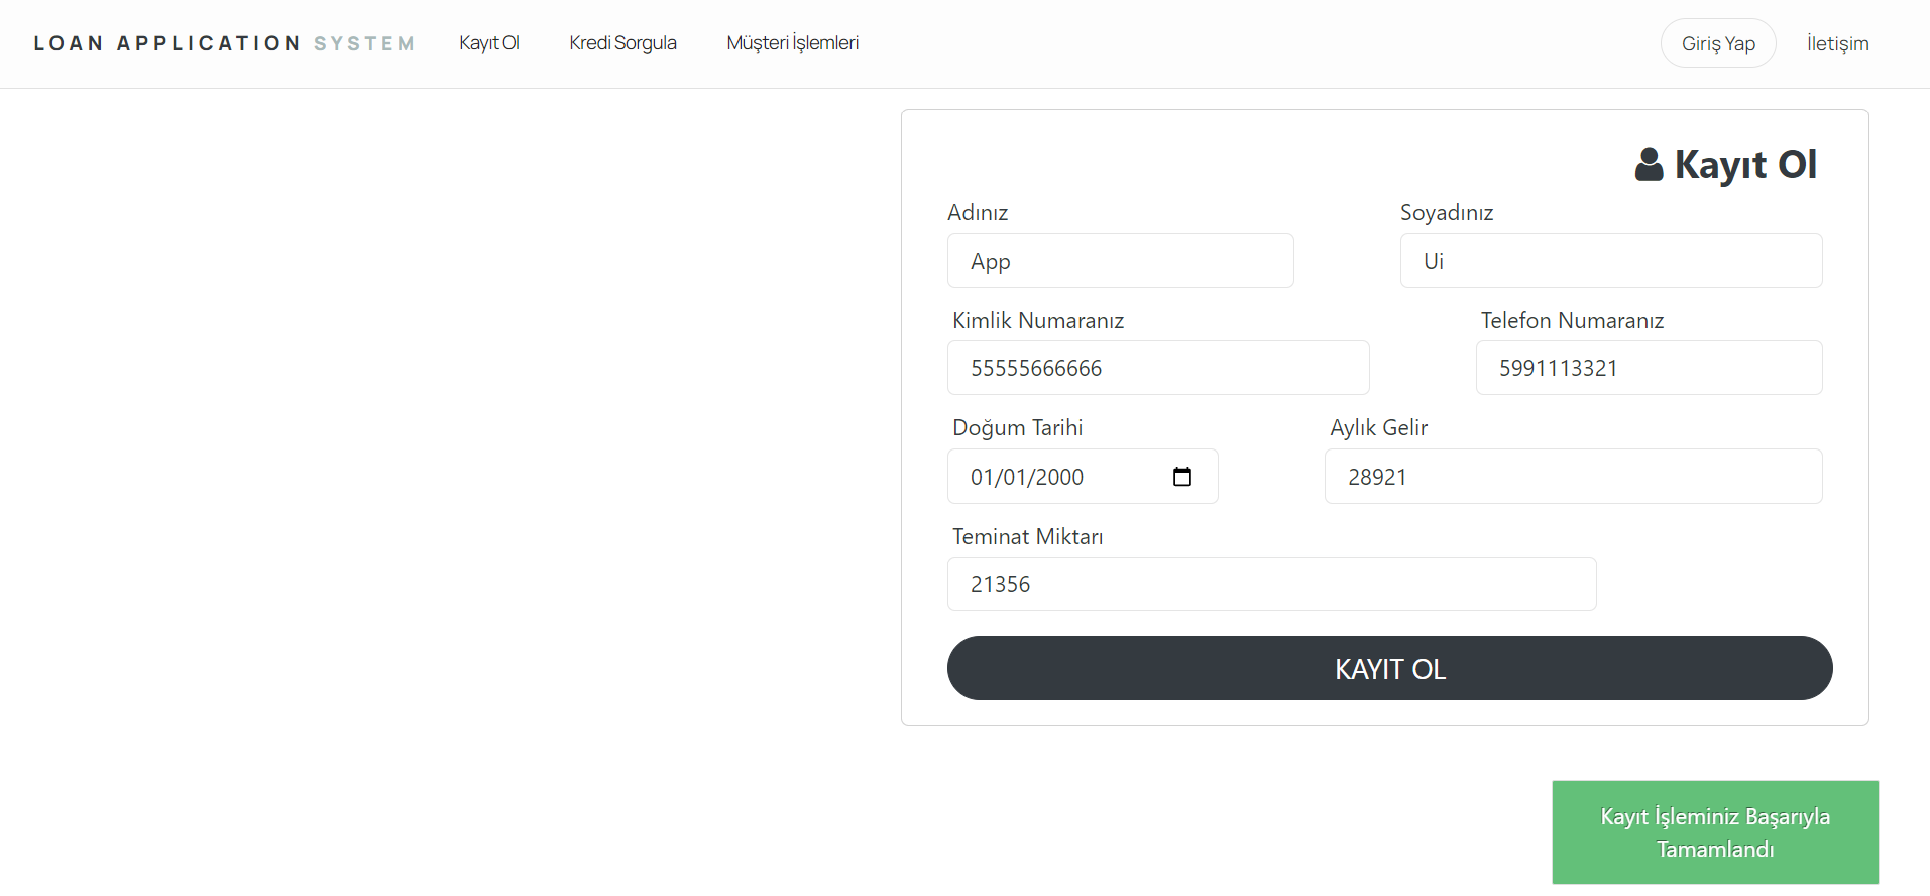 LOAN APPLICATION SYSTEM Kayıt Ol Kredi Sorgula Müşteri İşlemleri Giriş Yap İletişim
Kayıt Ol
Adınız Soyadınız
App Ui
Kimlik Numaranız Telefon Numaranız
55555666666 5991113321
Doğum Tarihi Aylık Gelir
01/01/2000 28921
Teminat Miktarı
21356
KAYIT OL
Kayıt İşleminiz Başarıyla
Tamamlandı